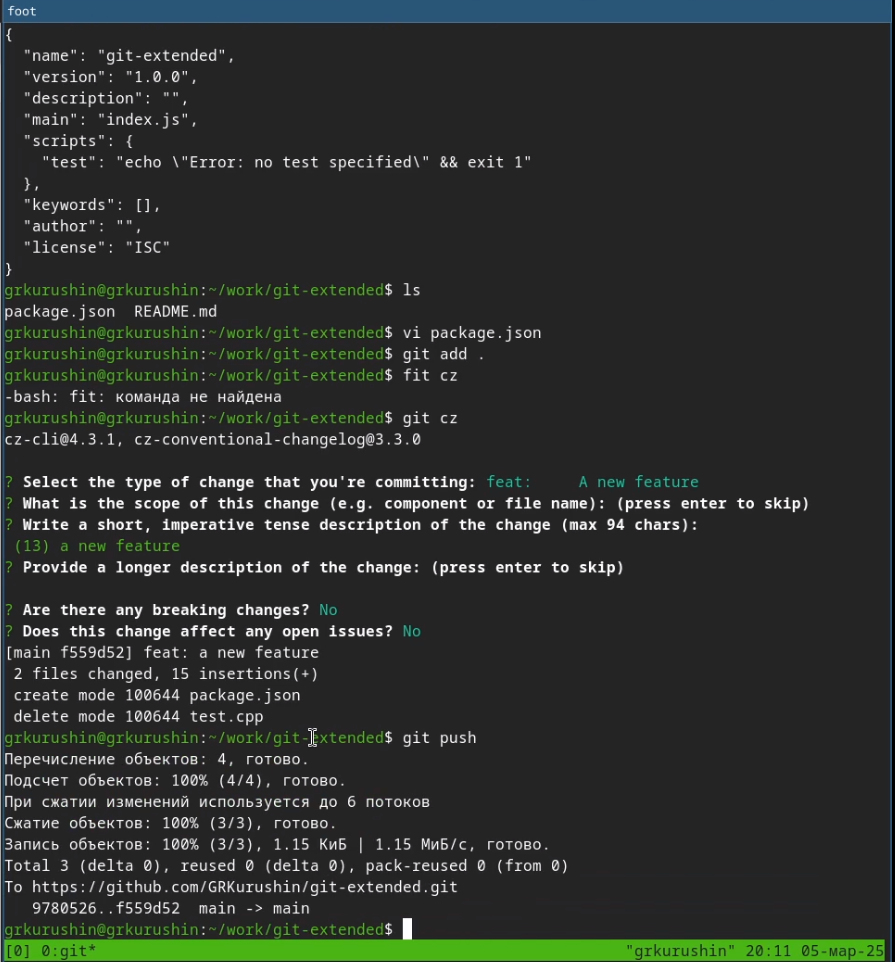 foot
{
  "name": "git-extended",
  "version": "1.0.0",
  "description": "",
  "main": "index.js",
  "scripts": {
    "test": "echo \"Error: no test specified\" && exit 1"
  },
  "keywords": [],
  "author": "",
  "license": "ISC"
}
grkurushin@grkurushin:~/work/git-extended$ ls
package.json  README.md
grkurushin@grkurushin:~/work/git-extended$ vi package.json
grkurushin@grkurushin:~/work/git-extended$ git add .
grkurushin@grkurushin:~/work/git-extended$ fit cz
-bash: fit: команда не найдена
grkurushin@grkurushin:~/work/git-extended$ git cz
cz-cli@4.3.1, cz-conventional-changelog@3.3.0
? Select the type of change that you're committing: feat:     A new feature
? What is the scope of this change (e.g. component or file name): (press enter to skip)
? Write a short, imperative tense description of the change (max 94 chars):
 (13) a new feature
? Provide a longer description of the change: (press enter to skip)
? Are there any breaking changes? No
? Does this change affect any open issues? No
[main f559d52] feat: a new feature
 2 files changed, 15 insertions(+)
 create mode 100644 package.json
 delete mode 100644 test.cpp
grkurushin@grkurushin:~/work/git-extended$ git push
Перечисление объектов: 4, готово.
Подсчет объектов: 100% (4/4), готово.
При сжатии изменений используется до 6 потоков
Сжатие объектов: 100% (3/3), готово.
Запись объектов: 100% (3/3), 1.15 КиБ | 1.15 МиБ/с, готово.
Total 3 (delta 0), reused 0 (delta 0), pack-reused 0 (from 0)
To https://github.com/GRKurushin/git-extended.git
   9780526..f559d52  main -> main
grkurushin@grkurushin:~/work/git-extended$
[0] 0:git* "grkurushin" 20:11 05-мар-25